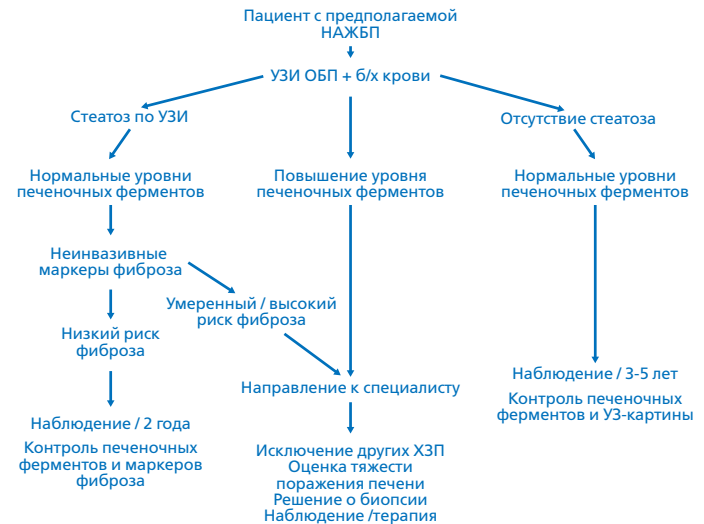 Пациент с предполагаемой
НАЖБП
УЗИ ОБП + б/х крови
Стеатоз по УЗИ
Отсутствие стеатоза
Нормальные уровни
печеночных ферментов
Повышение уровня
печеночных ферментов
Нормальные уровни
печеночных ферментов
Неинвазивные
маркеры фиброза
Умеренный / высокий
риск фиброза
Низкий риск
фиброза
Направление к специалисту
Наблюдение / 3-5 лет
Контроль печеночных
ферментов и УЗ-картины
Наблюдение / 2 года
Контроль печеночных
ферментов и маркеров
фиброза
Исключение других ХЗП
Оценка тяжести
поражения печени
Решение о биопсии
Наблюдение /терапия